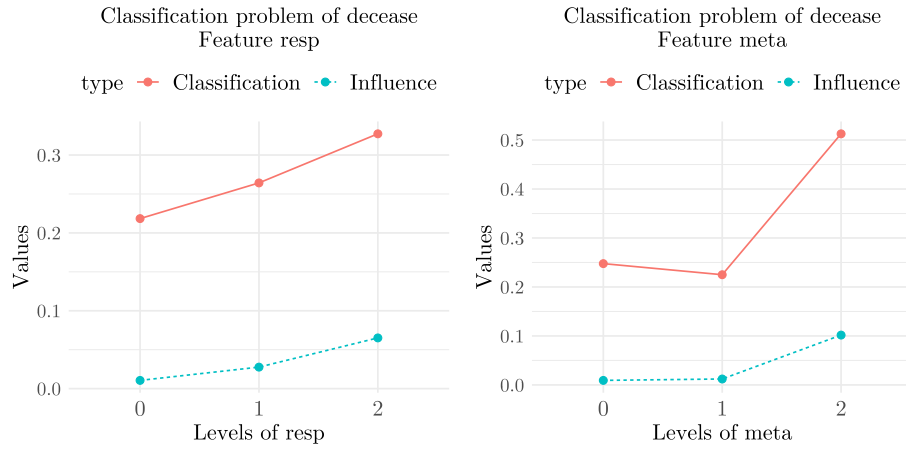 Classification problem of decease
Feature resp
type Classification Influence
0.3
0.2
0.1
0.0
Values
0 1 2
Levels of resp
Classification problem of decease
Feature meta
type Classification Influence
0.5
0.4
0.3
0.2
0.1
0.0
Values
0 1 2
Levels of meta